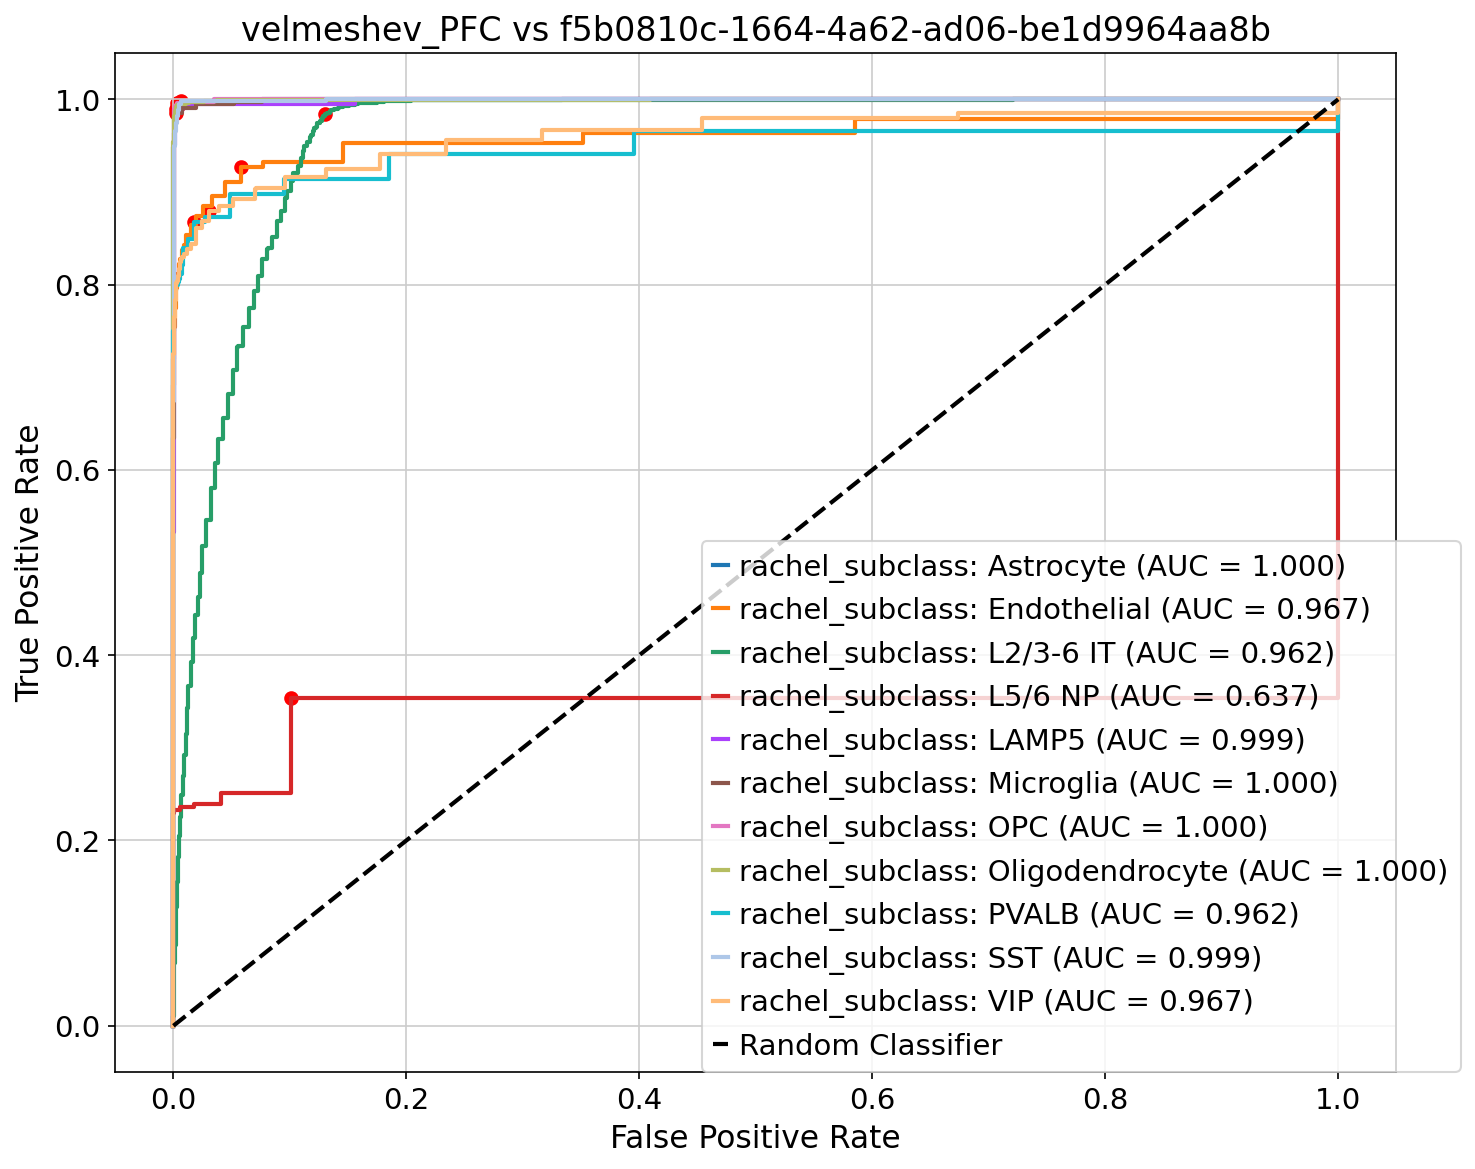 velmeshev_PFC vs f5b0810c-1664-4a62-ad06-be1d9964aa8b
True Positive Rate
1.0
0.8
0.6
0.4
0.2
0.0
rachel_subclass: Astrocyte (AUC = 1.000)
rachel_subclass: Endothelial (AUC = 0.967)
rachel_subclass: L2/3-6 IT (AUC = 0.962)
rachel_subclass: L5/6 NP (AUC = 0.637)
rachel_subclass: LAMP5 (AUC = 0.999)
rachel_subclass: Microglia (AUC = 1.000)
rachel_subclass: OPC (AUC = 1.000)
rachel_subclass: Oligodendrocyte (AUC = 1.000)
rachel_subclass: PVALB (AUC = 0.962)
rachel_subclass: SST (AUC = 0.999)
rachel_subclass: VIP (AUC = 0.967)
Random Classifier
0.0 0.2 0.4 0.6 0.8 1.0
False Positive Rate